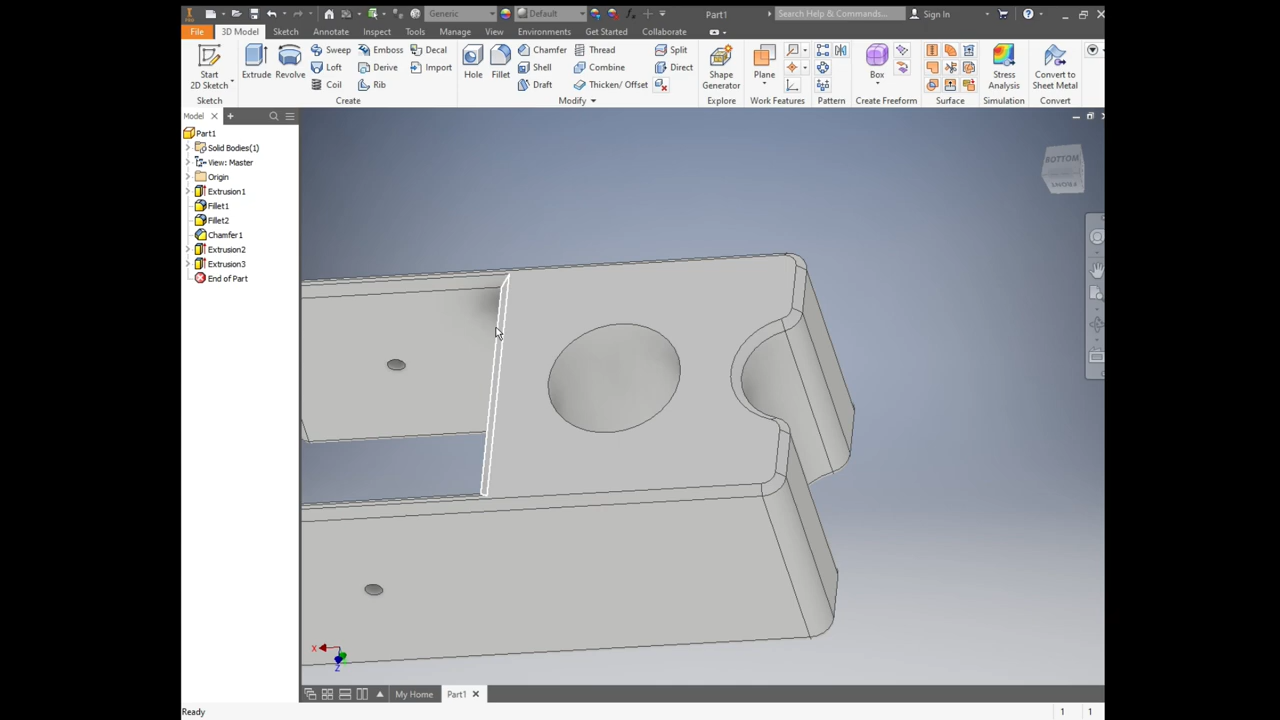 Generic Default Part1 Search Help & Commands... Sign In
File 3D Model Sketch Annotate Inspect Tools Manage View Environments Get Started Collaborate
Start 2D Sketch Extrude Revolve Sweep Emboss Decal Hole Fillet Chamfer Thread Split Shape Generator Plane Box Stress Analysis Convert to Sheet Metal
Loft Derive Import Shell Combine Direct
Coil Rib Draft Thicken/ Offset
Sketch Create Modify Explore Work Features Pattern Create Freeform Surface Simulation Convert
Model
Part1
Solid Bodies(1)
View: Master
Origin
Extrusion1
Fillet1
Fillet2
Chamfer1
Extrusion2
Extrusion3
End of Part
BOTTOM
X
Z
My Home Part1
Ready 1 1